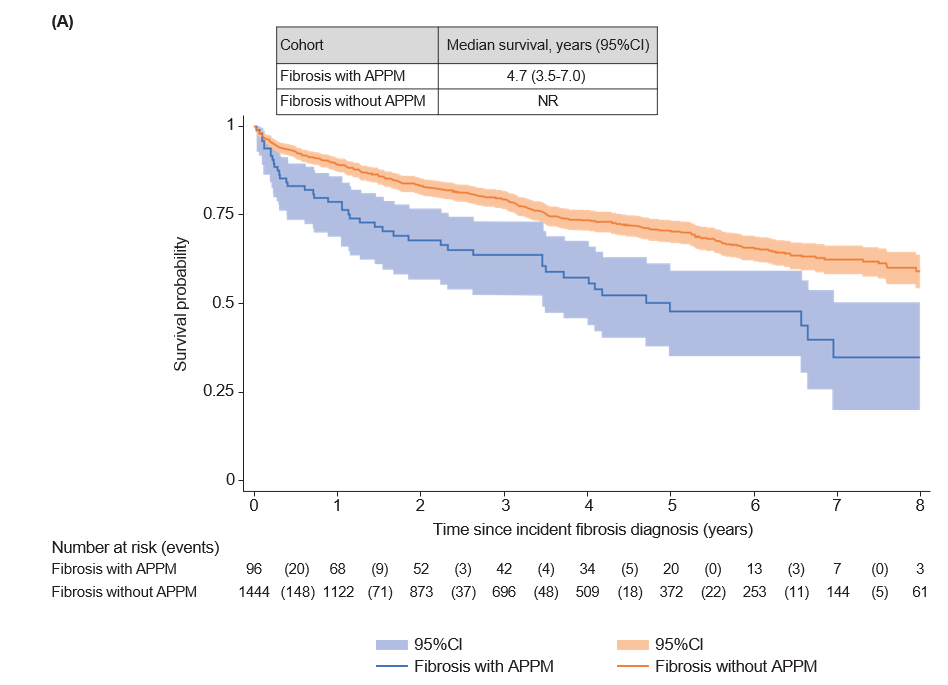 (A)
Cohort Median survival, years (95%CI)
Fibrosis with APPM 4.7 (3.5-7.0)
Fibrosis without APPM NR
1
0.75
0.5
0.25
0
Survival probability
0 1 2 3 4 5 6 7 8
Time since incident fibrosis diagnosis (years)
Number at risk (events)
Fibrosis with APPM 96 (20) 68 (9) 52 (3) 42 (4) 34 (5) 20 (0) 13 (3) 7 (0) 3
Fibrosis without APPM 1444 (148) 1122 (71) 873 (37) 696 (48) 509 (18) 372 (22) 253 (11) 144 (5) 61
95%CI 95%CI
Fibrosis with APPM Fibrosis without APPM